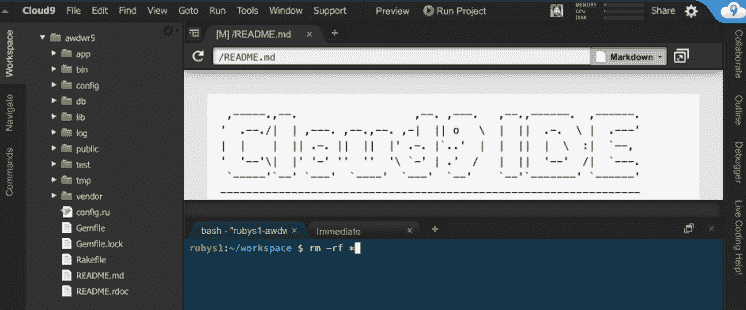 Cloud9 File Edit Find View Goto Run Tools Window Support Preview Run Project MEMORY CPU DISK Share
Workspace
Navigate
Commands
awdwr5
app
bin
config
db
lib
log
public
test
tmp
vendor
config.ru
Gemfile
Gemfile.lock
Rakefile
README.md
README.rdoc
[M] /README.md × +
/README.md Markdown
bash - "rubys1-awdw × Immediate × +
rubys1:~/workspace $ rm -rf *
Collaborate
Outline
Debugger
Live Coding Help!